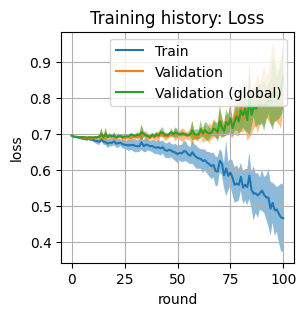 Training history: Loss
Train
Validation
Validation (global)
0.9
0.8
0.7
0.6
0.5
0.4
loss
0
25
50
75
100
round